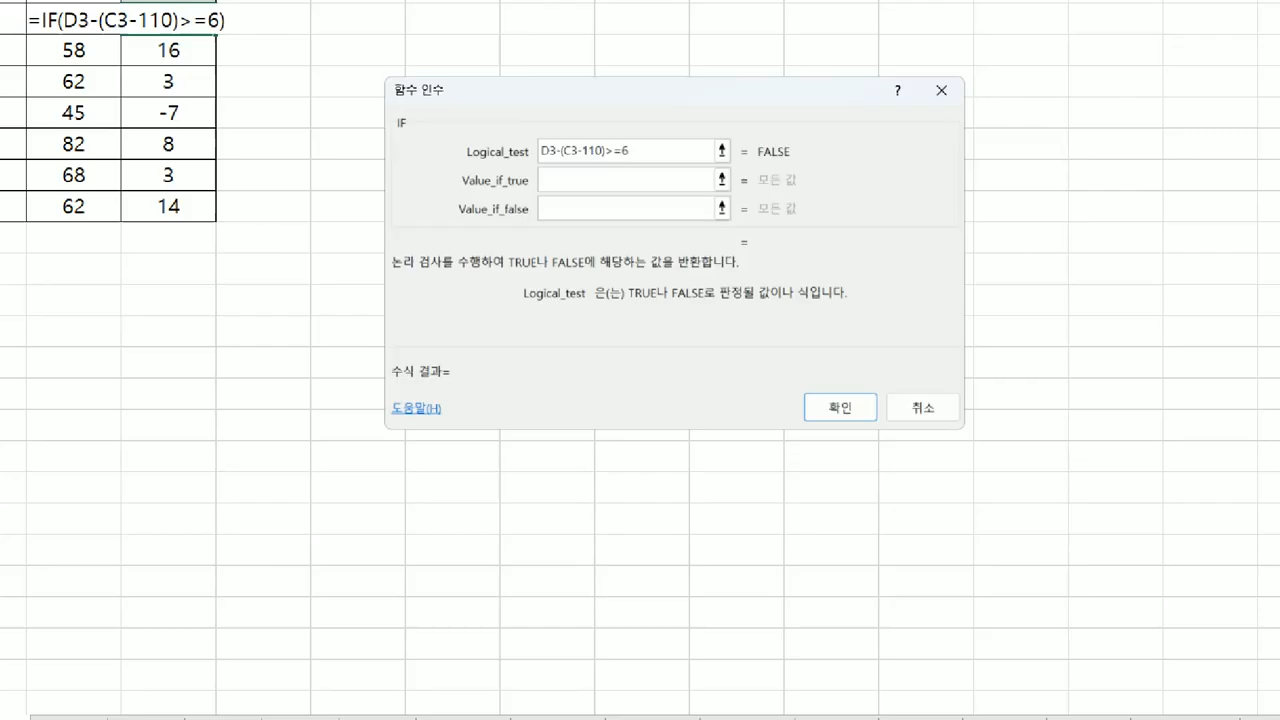 =IF(D3-(C3-110)>=6)
58 16
62 3
45 -7
82 8
68 3
62 14
함수 인수 ?
IF
Logical_test D3-(C3-110)>=6 = FALSE
Value_if_true = 모든 값
Value_if_false = 모든 값
=
논리 검사를 수행하여 TRUE나 FALSE에 해당하는 값을 반환합니다.
Logical_test 은(는) TRUE나 FALSE로 판정될 값이나 식입니다.
수식 결과=
도움말(H) 확인 취소